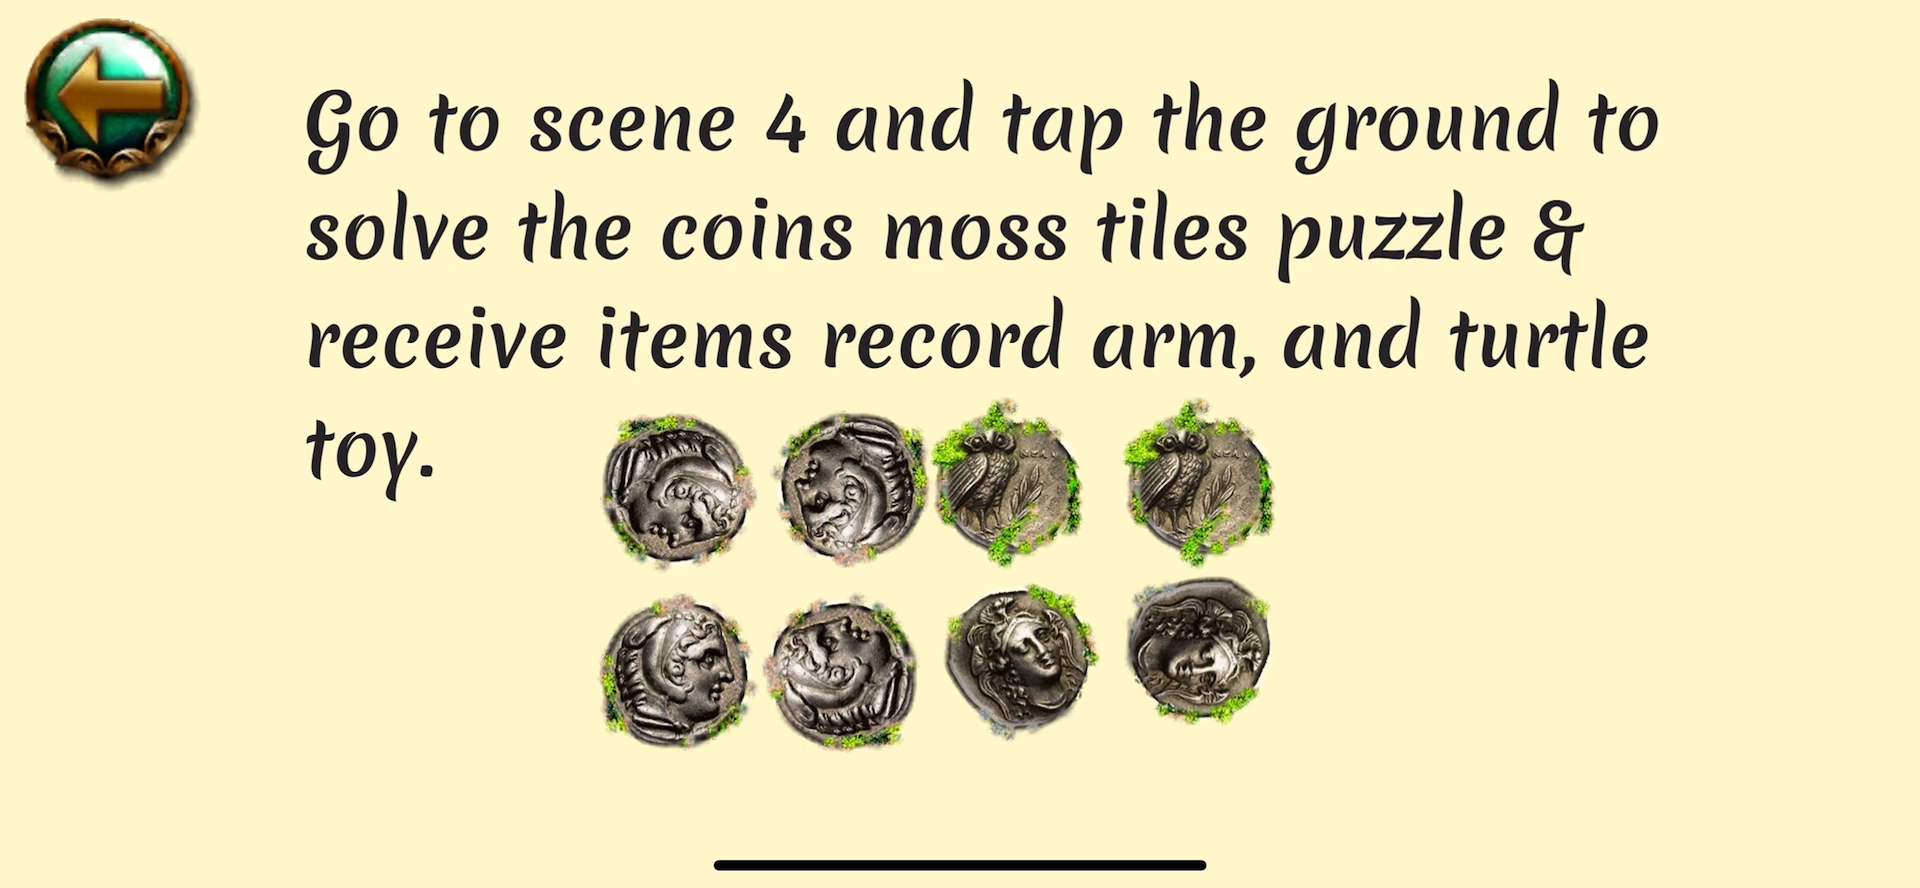 Go to scene 4 and tap the ground to
solve the coins moss tiles puzzle &
receive items record arm, and turtle
toy.